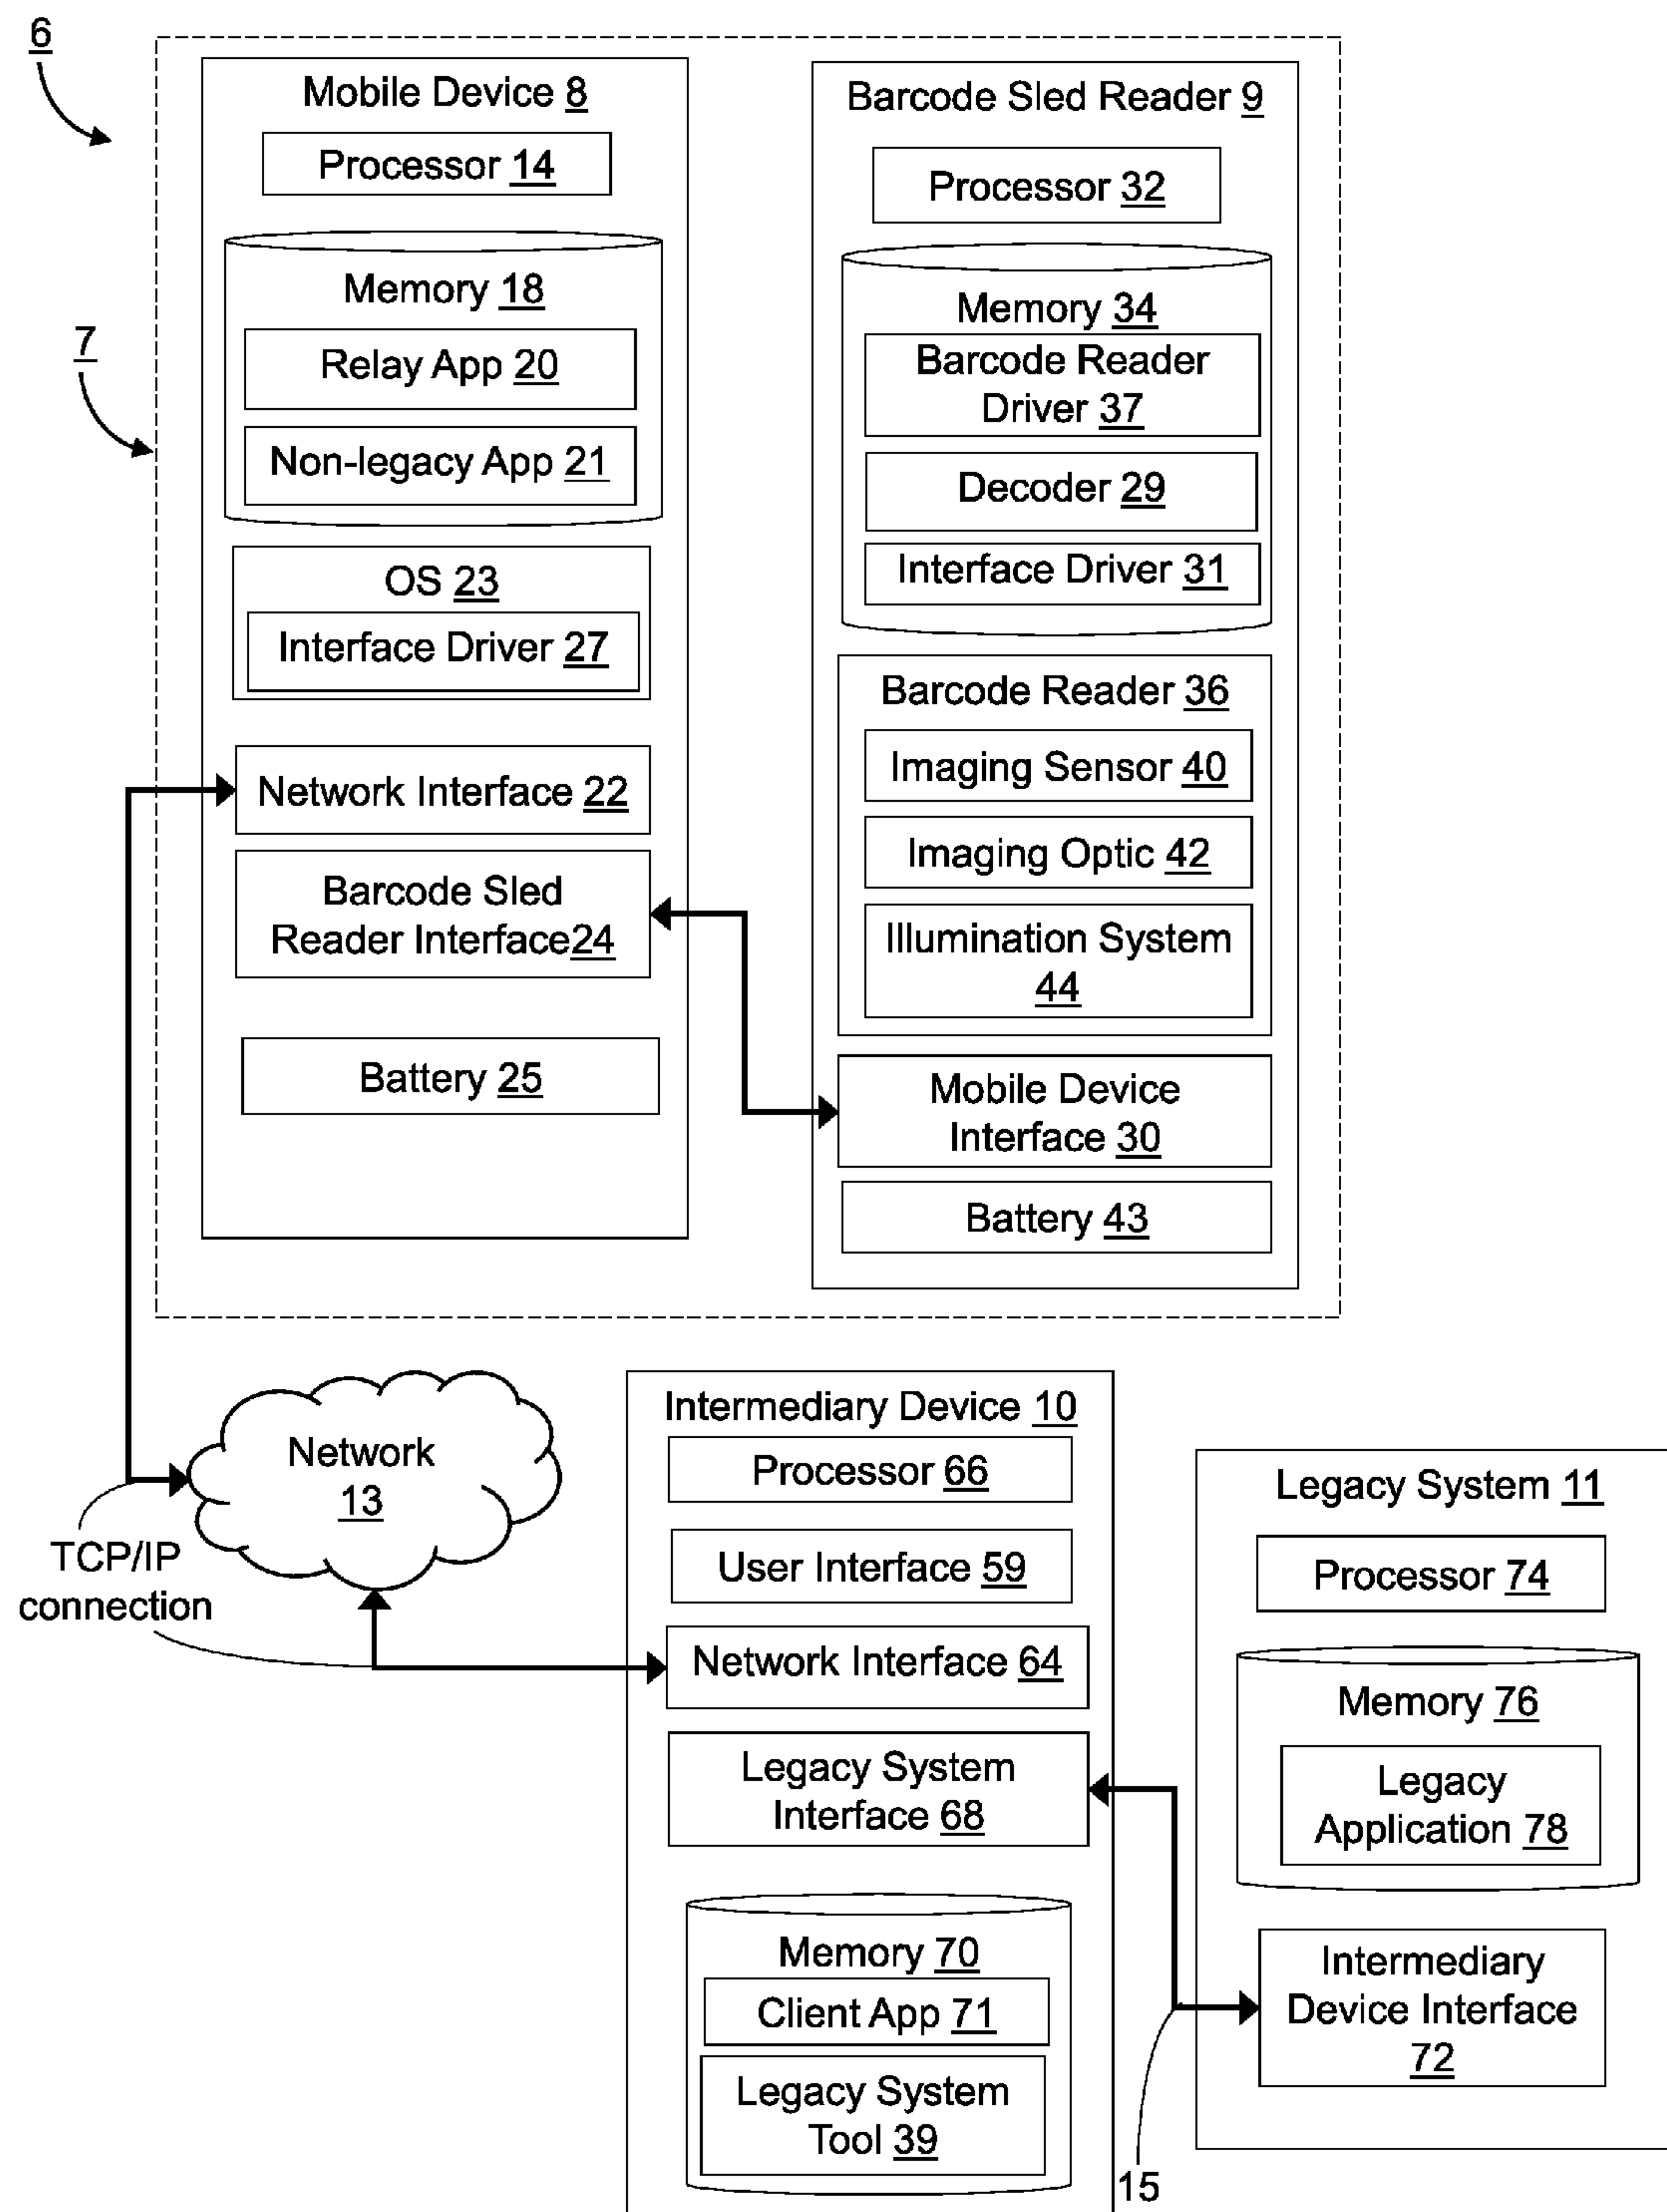 6
7
Mobile Device 8
Processor 14
Memory 18
Relay App 20
Non-legacy App 21
OS 23
Interface Driver 27
Network Interface 22
Barcode Sled
Reader Interface24
Battery 25
Barcode Sled Reader 9
Processor 32
Memory 34
Barcode Reader
Driver 37
Decoder 29
Interface Driver 31
Barcode Reader 36
Imaging Sensor 40
Imaging Optic 42
Illumination System
44
Mobile Device
Interface 30
Battery 43
Network
13
TCP/IP
connection
Intermediary Device 10
Processor 66
User Interface 59
Network Interface 64
Legacy System
Interface 68
Memory 70
Client App 71
Legacy System
Tool 39
15
Legacy System 11
Processor 74
Memory 76
Legacy
Application 78
Intermediary
Device Interface
72